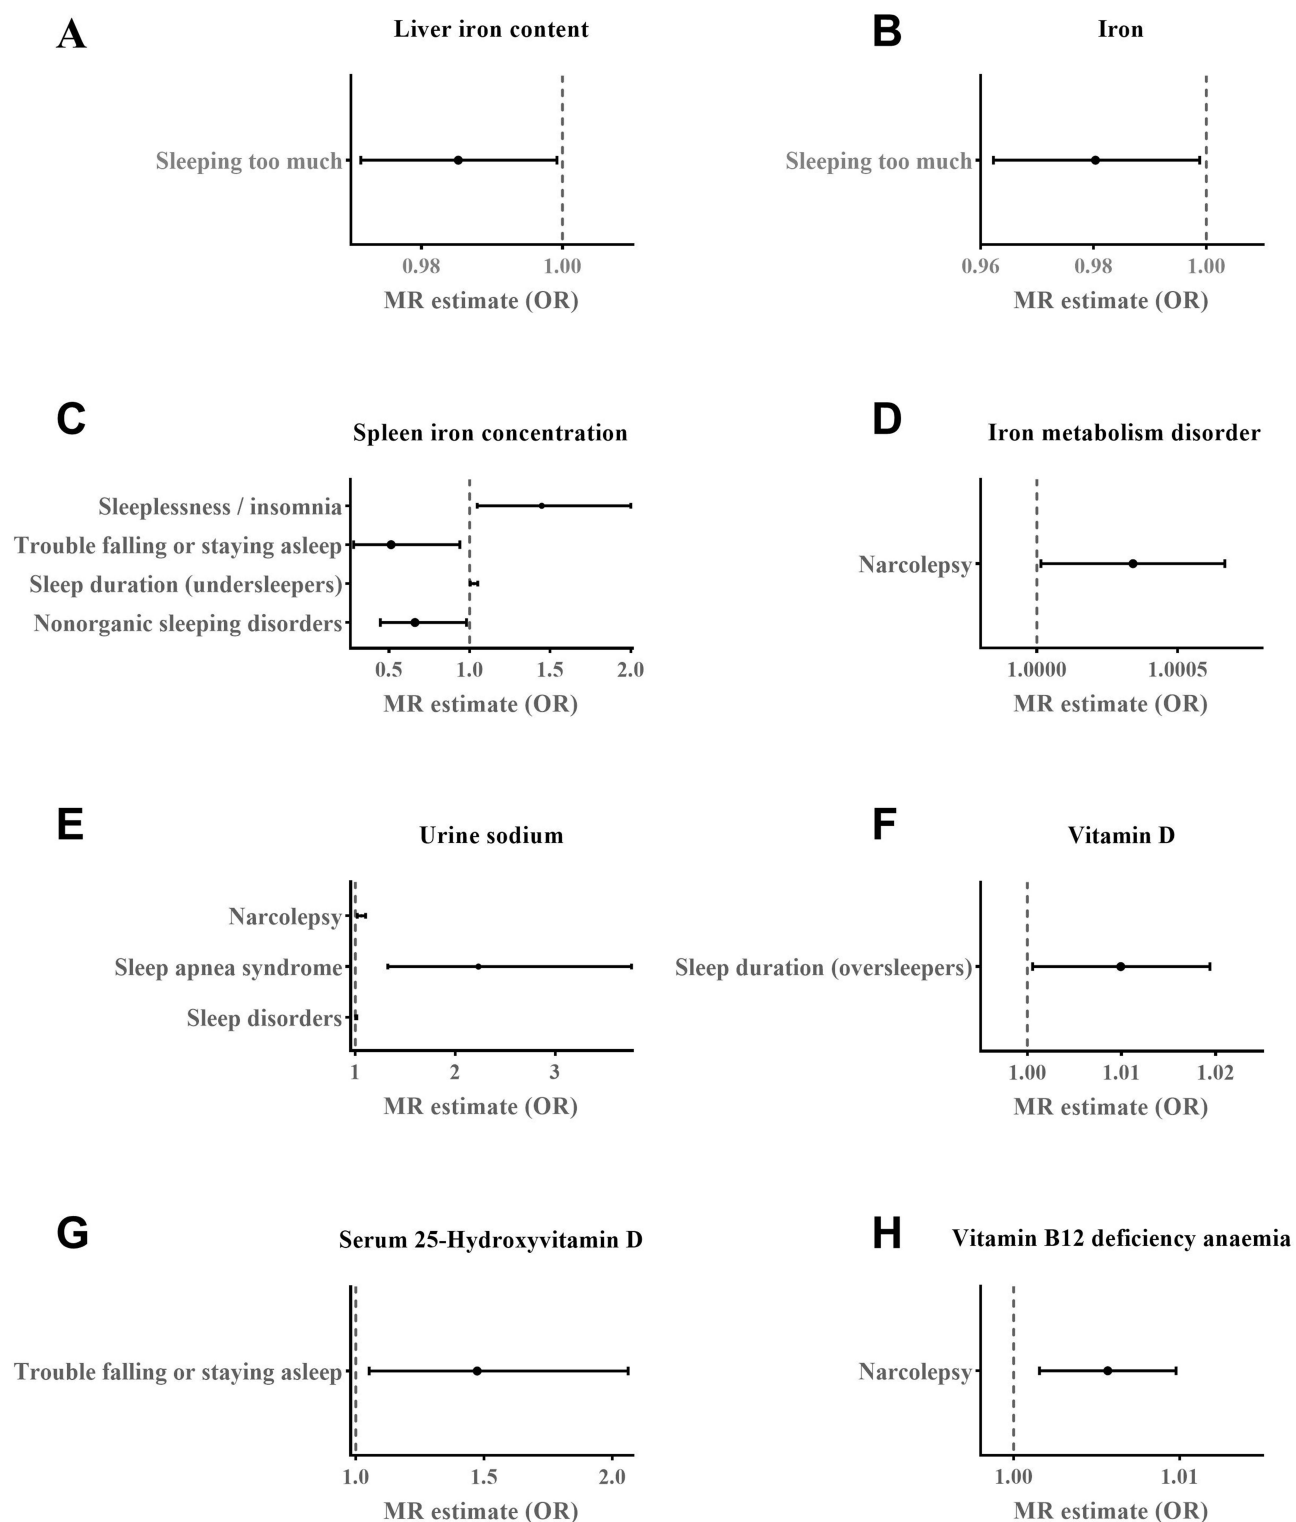 A
Liver iron content
Sleeping too much
0.98
1.00
MR estimate (OR)
B
Iron
Sleeping too much
0.96
0.98
1.00
MR estimate (OR)
C
Spleen iron concentration
Sleeplessness / insomnia
Trouble falling or staying asleep
Sleep duration (undersleepers)
Nonorganic sleeping disorders
0.5
1.0
1.5
2.0
MR estimate (OR)
D
Iron metabolism disorder
Narcolepsy
1.0000
1.0005
MR estimate (OR)
E
Urine sodium
Narcolepsy
Sleep apnea syndrome
Sleep disorders
1
2
3
MR estimate (OR)
F
Vitamin D
Sleep duration (oversleepers)
1.00
1.01
1.02
MR estimate (OR)
G
Serum 25-Hydroxyvitamin D
Trouble falling or staying asleep
1.0
1.5
2.0
MR estimate (OR)
H
Vitamin B12 deficiency anaemia
Narcolepsy
1.00
1.01
MR estimate (OR)